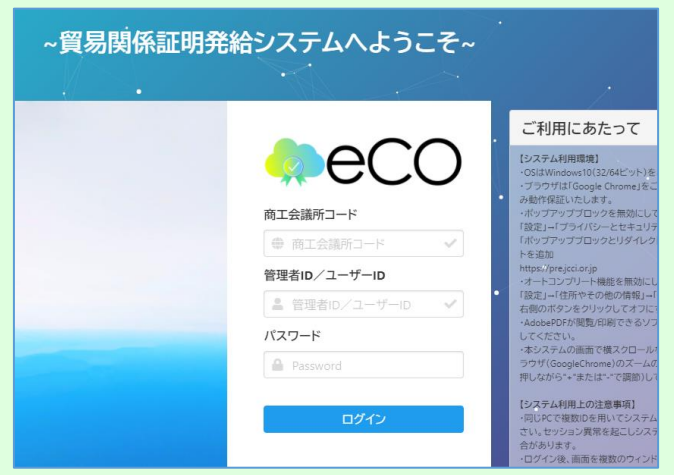 ~貿易関係証明発給システムへようこそ~
eCO
商工会議所コード
商工会議所コード
管理者ID／ユーザーID
管理者ID／ユーザーID
パスワード
Password
ログイン
ご利用にあたって
【システム利用環境】
・OSはWindows10(32/64ビット)を
・ブラウザは「Google Chrome」をご
み動作保証いたします。
・ポップアップブロックを無効にして
「設定」→「プライバシーとセキュリテ
「ポップアップブロックとリダイレク
トを追加
https://pre.jcci.or.jp
・オートコンプリート機能を無効にし
「設定」→「住所やその他の情報」→「
右側のボタンをクリックしてオフに
・AdobePDFが閲覧/印刷できるソフ
してください。
・本システムの画面で横スクロール
ラウザ(GoogleChrome)のズームの
押しながら"+"または"-"で調節)して
【システム利用上の注意事項】
・同じPCで複数IDを用いてシステム
さい。セッション異常を起こしシステ
合があります。
・ログイン後、画面を複数のウィンド